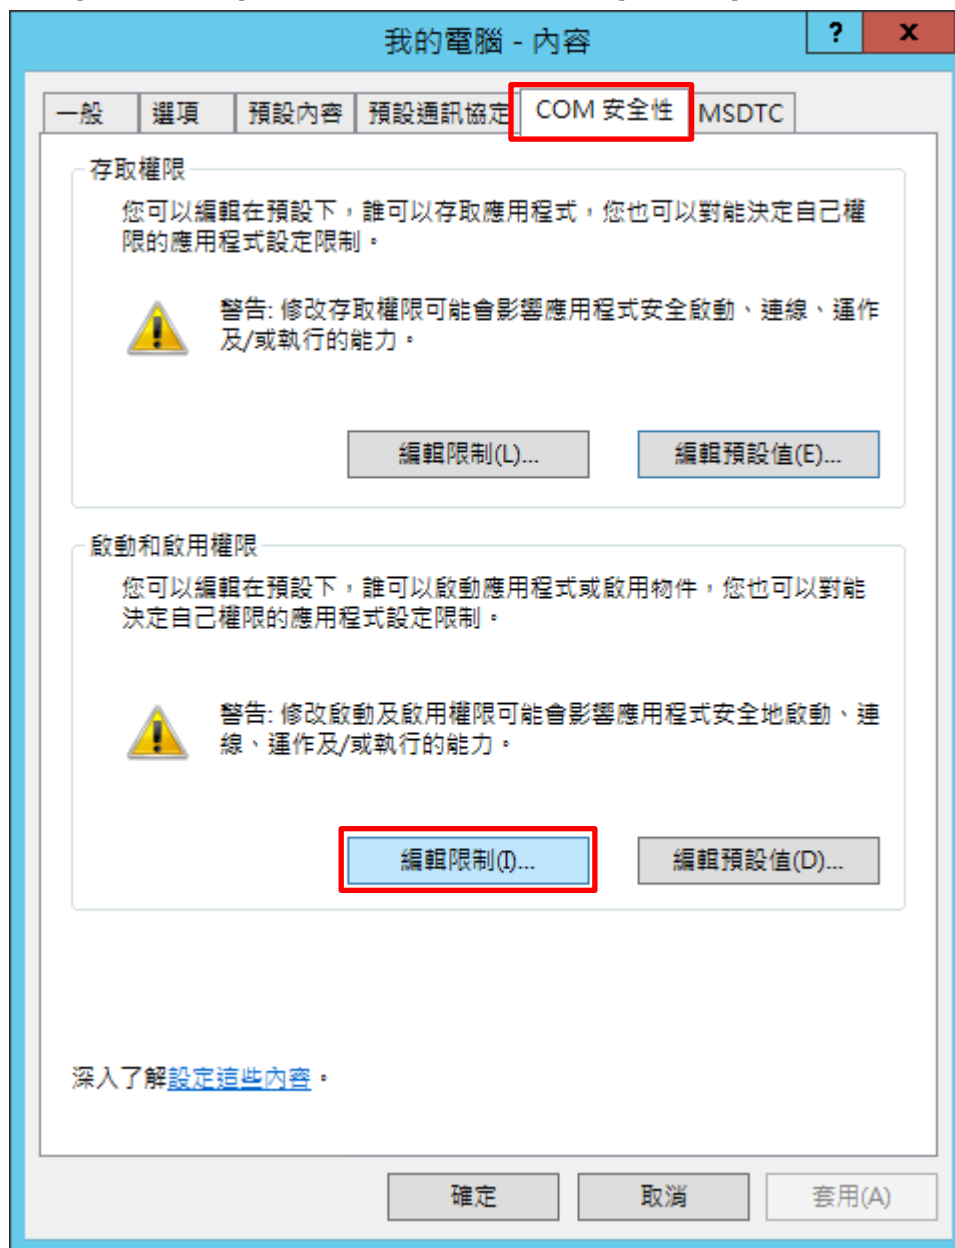 我的電腦 - 內容
?
x
一般
選項
預設內容
預設通訊協定
COM 安全性
MSDTC
存取權限
您可以編輯在預設下，誰可以存取應用程式，您也可以對能決定自己權
限的應用程式設定限制。
警告: 修改存取權限可能會影響應用程式安全啟動、連線、運作
及/或執行的能力。
編輯限制(L)...
編輯預設值(E)...
啟動和啟用權限
您可以編輯在預設下，誰可以啟動應用程式或啟用物件，您也可以對能
決定自己權限的應用程式設定限制。
警告: 修改啟動及啟用權限可能會影響應用程式安全地啟動、連
線、運作及/或執行的能力。
編輯限制(I)...
編輯預設值(D)...
深入了解設定這些內容。
確定
取消
套用(A)